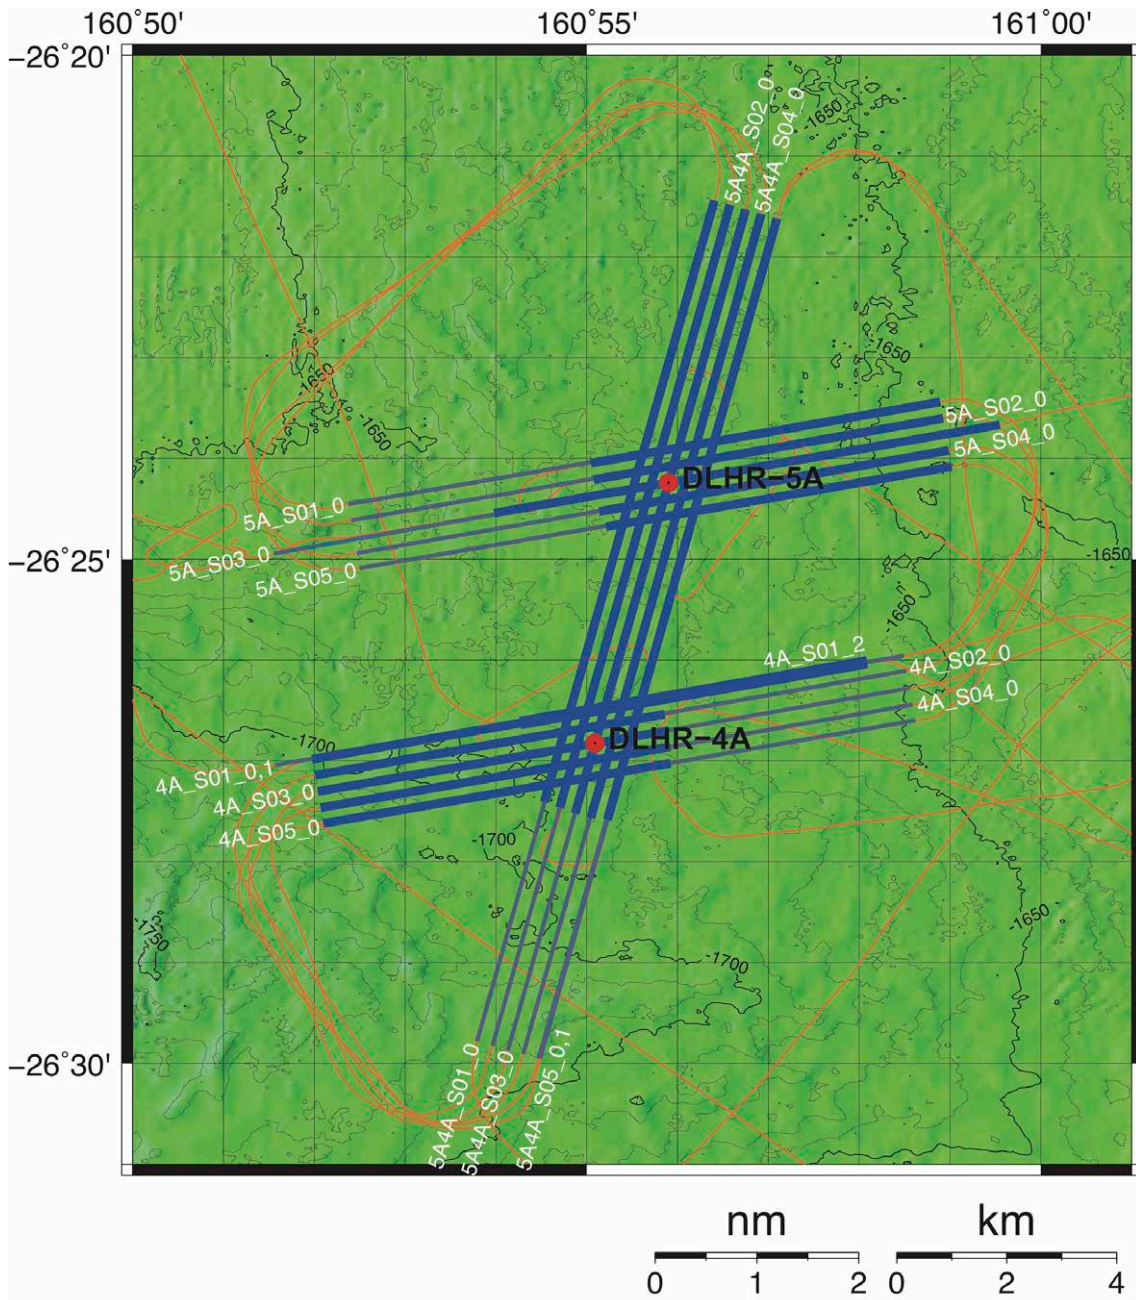 160˚50' 160˚55' 161˚00'
−26˚20'
5A4A_S02_0
5A4A_S04_0
-1650
-1650
-1650
-1650
5A_S02_0
5A_S04_0
DLHR−5A
5A_S01_0
5A_S03_0
5A_S05_0
−26˚25'
-1650
-1650
4A_S01_2
4A_S02_0
4A_S04_0
DLHR−4A
-1700
4A_S01_0,1
4A_S03_0
4A_S05_0
-1700
-1750
-1650
-1700
−26˚30'
5A4A_S01_0
5A4A_S03_0
5A4A_S05_0,1
nm km
0 1 2 0 2 4